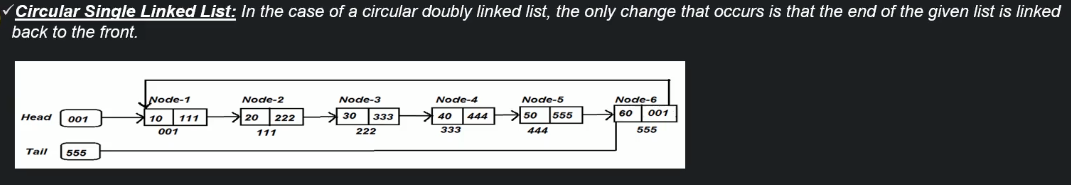 ✓Circular Single Linked List: In the case of a circular doubly linked list, the only change that occurs is that the end of the given list is linked
back to the front.
Node-1 Node-2 Node-3 Node-4 Node-5 Node-6
Head 001 10 111 20 222 30 333 40 444 50 555 60 001
001 111 222 333 444 555
Tail 555